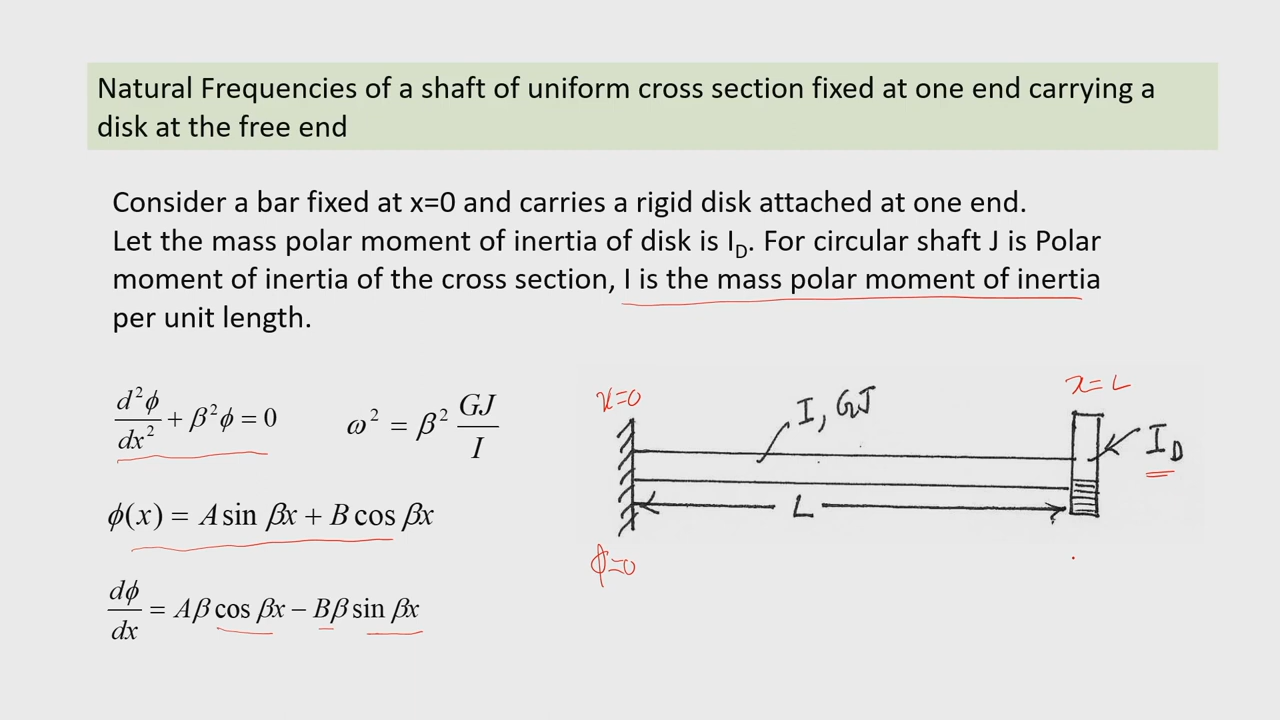 Natural Frequencies of a shaft of uniform cross section fixed at one end carrying a
disk at the free end
Consider a bar fixed at x=0 and carries a rigid disk attached at one end.
Let the mass polar moment of inertia of disk is I_D. For circular shaft J is Polar
moment of inertia of the cross section, I is the mass polar moment of inertia
per unit length.
d²ϕ/dx² + β²ϕ = 0
ω² = β² GJ/I
ϕ(x) = A sin βx + B cos βx
dϕ/dx = Aβ cos βx − Bβ sin βx
x=0
I, GJ
x=L
I_D
L
ϕ=0